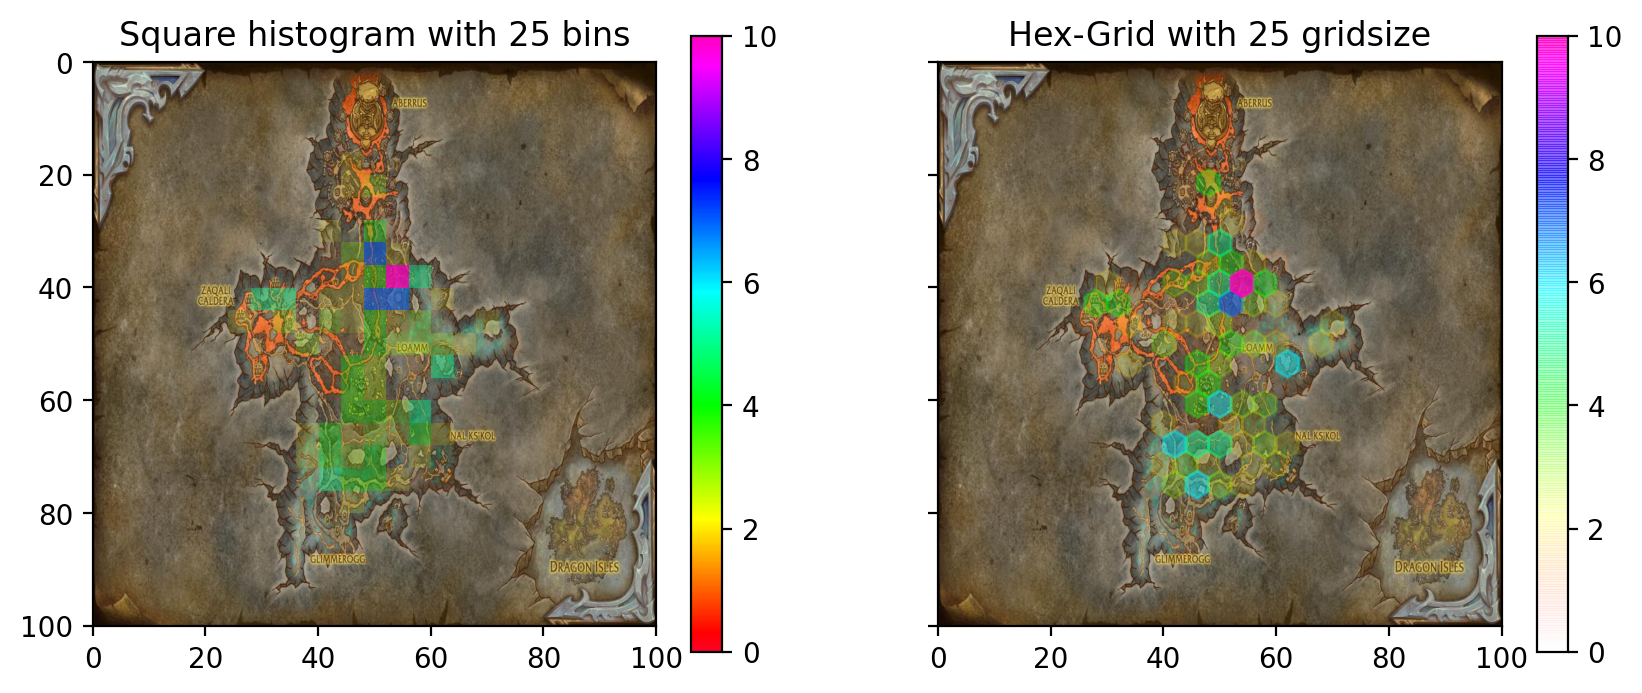 Square histogram with 25 bins
0
20
40
60
80
100
0
20
40
60
80
100
ABERRUS
ZAQALI
CALDERA
LOAMM
NAL KS'KOL
GLIMMEROGG
DRAGON ISLES
10
8
6
4
2
0
Hex-Grid with 25 gridsize
0
20
40
60
80
100
ABERRUS
ZAQALI
CALDERA
LOAMM
NAL KS'KOL
GLIMMEROGG
DRAGON ISLES
10
8
6
4
2
0